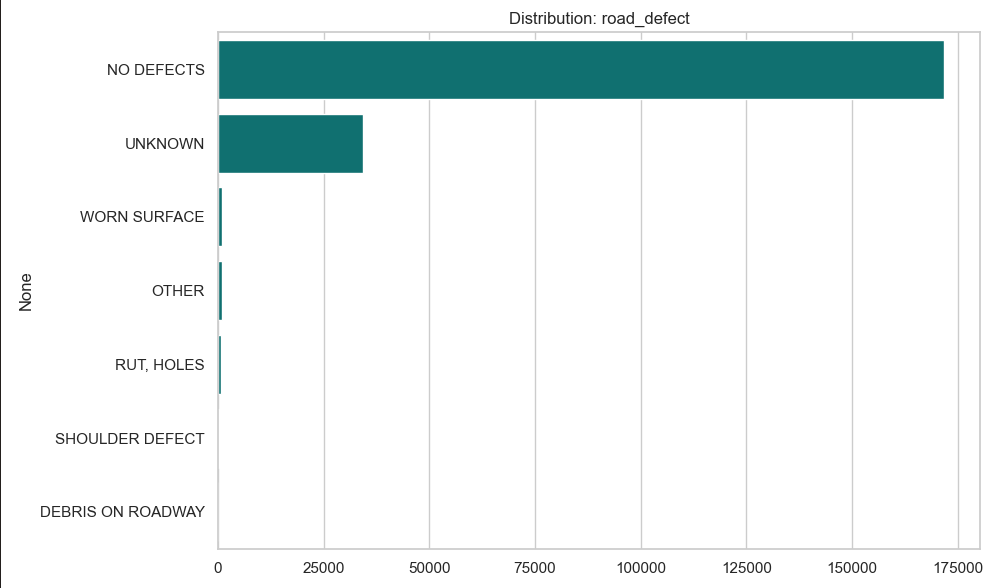 Distribution: road_defect
NO DEFECTS
UNKNOWN
WORN SURFACE
OTHER
RUT, HOLES
SHOULDER DEFECT
DEBRIS ON ROADWAY
None
0 25000 50000 75000 100000 125000 150000 175000